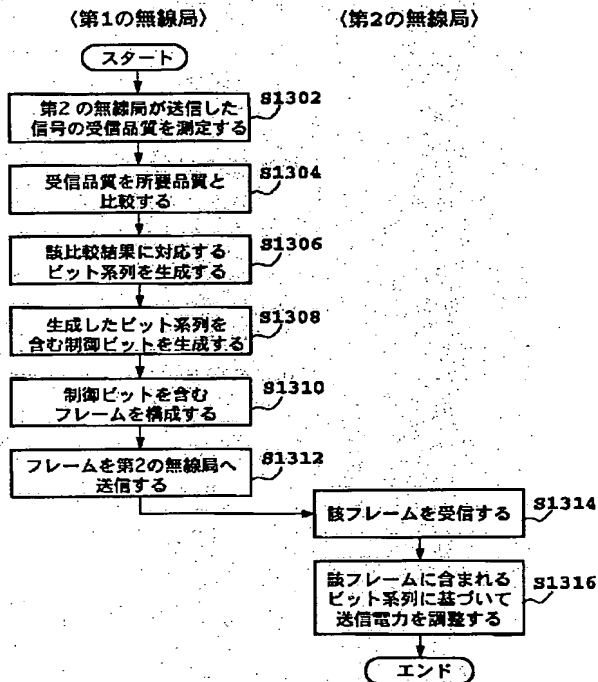 〈第1の無線局〉
〈第2の無線局〉
スタート
第2の無線局が送信した
信号の受信品質を測定する
S1302
受信品質を所要品質と
比較する
S1304
該比較結果に対応する
ビット系列を生成する
S1306
生成したビット系列を
含む制御ビットを生成する
S1308
制御ビットを含む
フレームを構成する
S1310
フレームを第2の無線局へ
送信する
S1312
該フレームを受信する
S1314
該フレームに含まれる
ビット系列に基づいて
送信電力を調整する
S1316
エンド